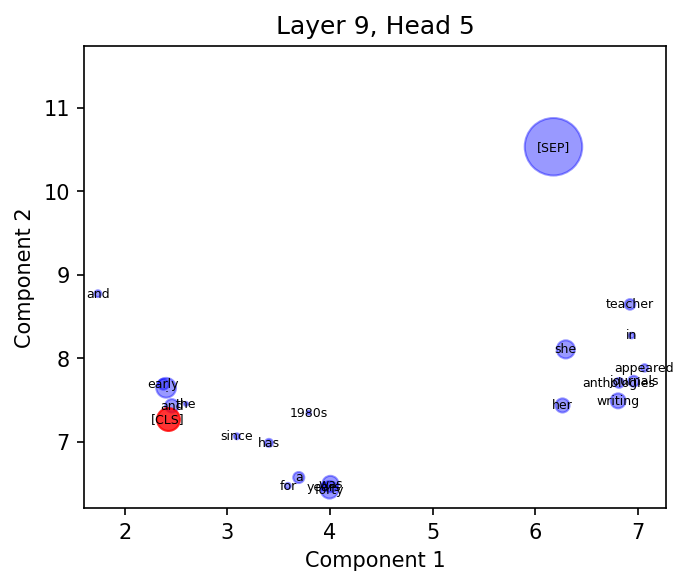 Layer 9, Head 5
11
[SEP]
10
9
and
teacher
in
she
8
appeared
journals
anthologies
early
writing
and
the
her
1980s
[CLS]
7
since
has
a
for
years
was
forty
2
3
4
5
6
7
Component 1
Component 2